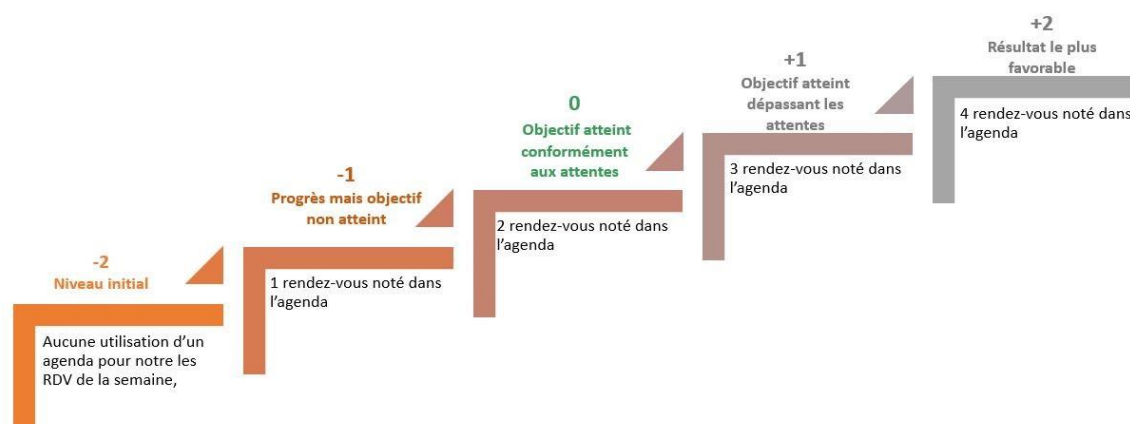 -2
Niveau initial
Aucune utilisation d’un
agenda pour notre les
RDV de la semaine,
-1
Progrès mais objectif
non atteint
1 rendez-vous noté dans
l’agenda
0
Objectif atteint
conformément
aux attentes
2 rendez-vous noté dans
l’agenda
+1
Objectif atteint
dépassant les
attentes
3 rendez-vous noté dans
l’agenda
+2
Résultat le plus
favorable
4 rendez-vous noté dans
l’agenda